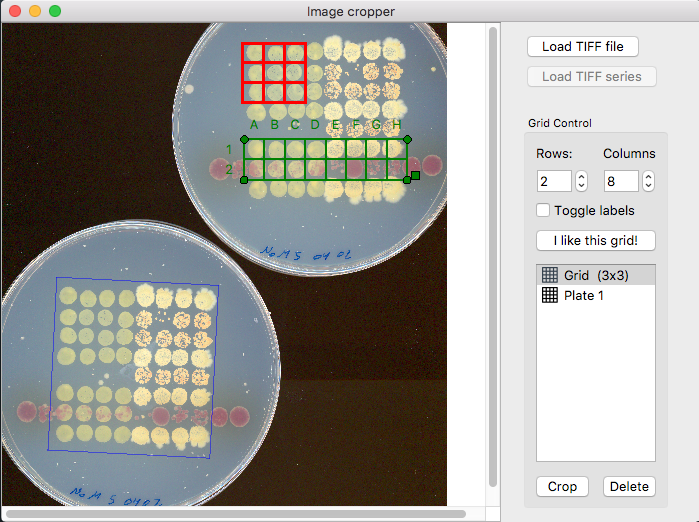 Image cropper
Load TIFF file
Load TIFF series
Grid Control
Rows: Columns
2 8
Toggle labels
I like this grid!
Grid (3x3)
Plate 1
Crop Delete
A B C D E F G H
1
2